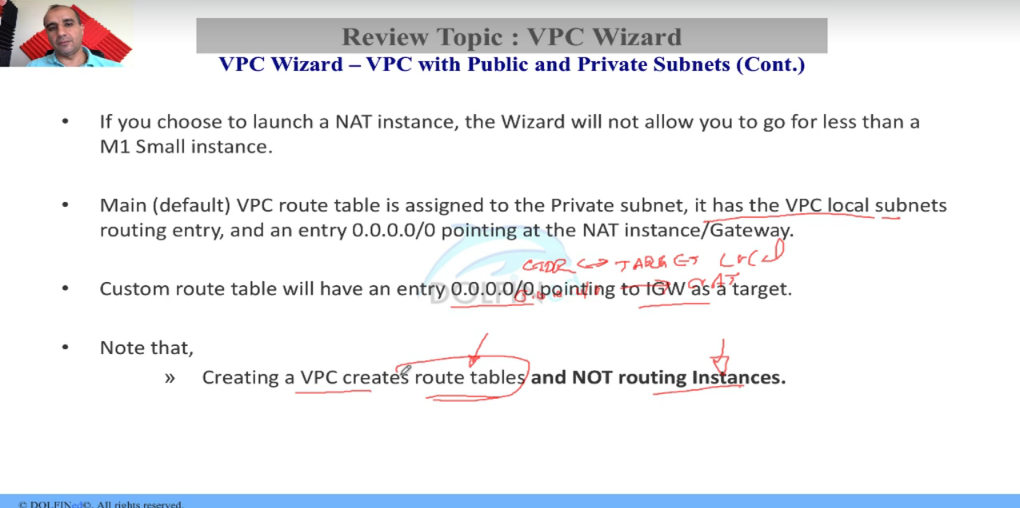 Review Topic : VPC Wizard
VPC Wizard – VPC with Public and Private Subnets (Cont.)
• If you choose to launch a NAT instance, the Wizard will not allow you to go for less than a
M1 Small instance.
• Main (default) VPC route table is assigned to the Private subnet, it has the VPC local subnets
routing entry, and an entry 0.0.0.0/0 pointing at the NAT instance/Gateway.
CIDR TARGET LOCAL
• Custom route table will have an entry 0.0.0.0/0 pointing to IGW as a target.
DOLFIN
• Note that,
» Creating a VPC creates route tables and NOT routing Instances.
© DOLFINed©. All rights reserved.